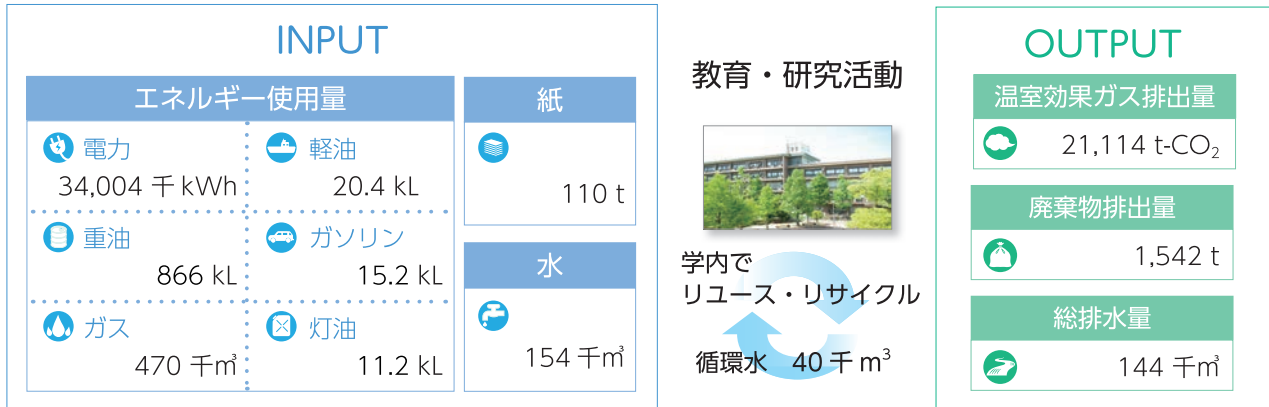 INPUT
エネルギー使用量
電力
34,004 千 kWh
軽油
20.4 kL
重油
866 kL
ガソリン
15.2 kL
ガス
470 千㎥
灯油
11.2 kL
紙
110 t
水
154 千㎥
教育・研究活動
学内で
リユース・リサイクル
循環水 40 千 m³
OUTPUT
温室効果ガス排出量
21,114 t-CO₂
廃棄物排出量
1,542 t
総排水量
144 千㎥